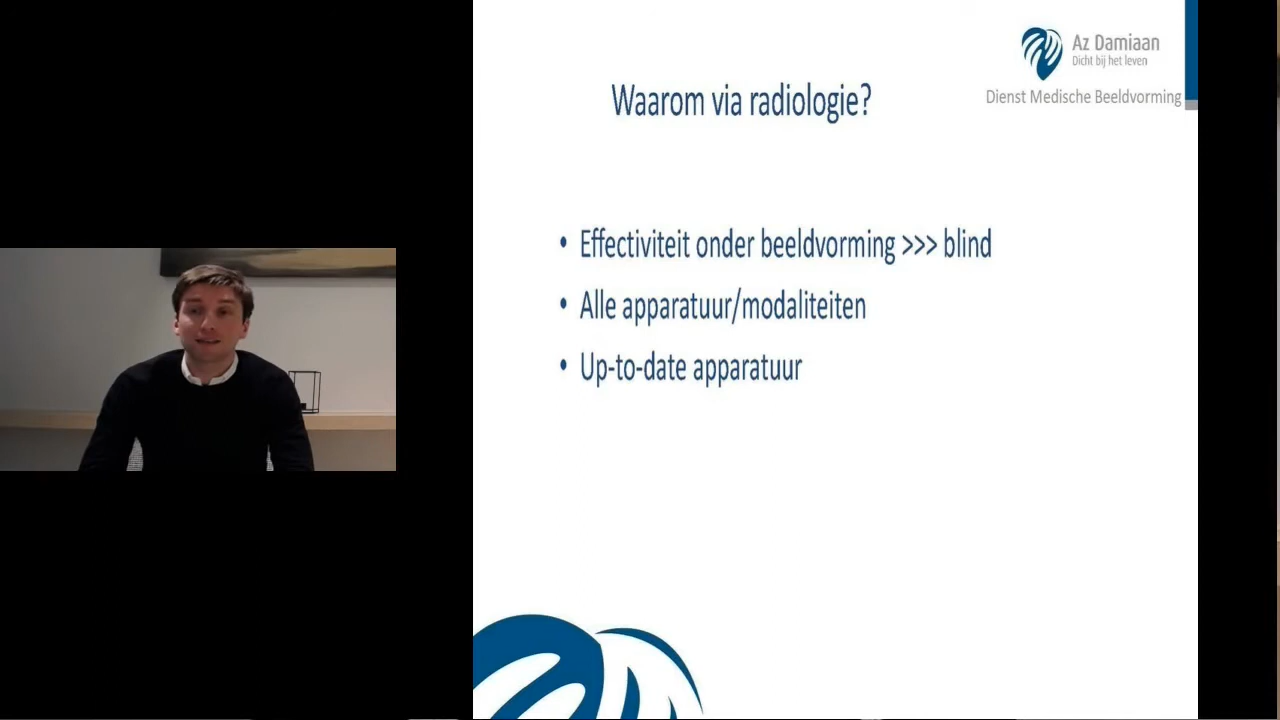 Az Damiaan
Dicht bij het leven
Dienst Medische Beeldvorming
Waarom via radiologie?
• Effectiviteit onder beeldvorming >>> blind
• Alle apparatuur/modaliteiten
• Up-to-date apparatuur